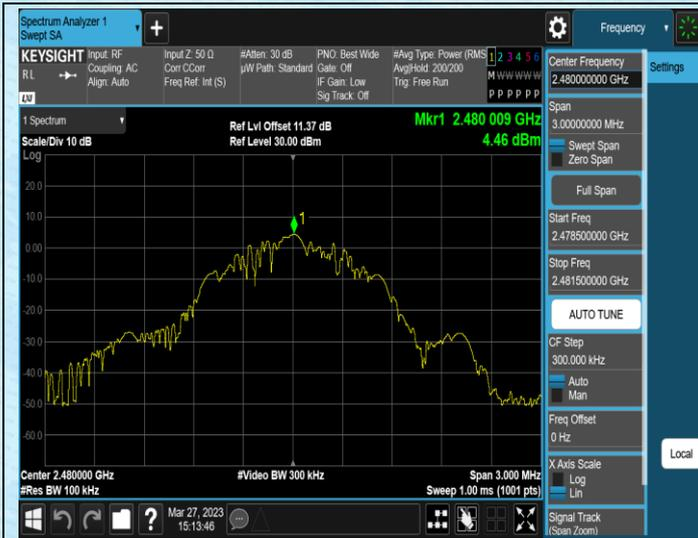 Spectrum Analyzer 1
Swept SA
+
Frequency
KEYSIGHT
RL
LXI
Input: RF
Coupling: AC
Align: Auto
Input Z: 50 Ω
Corr CCorr
Freq Ref: Int (S)
#Atten: 30 dB
µW Path: Standard
PNO: Best Wide
Gate: Off
IF Gain: Low
Sig Track: Off
#Avg Type: Power (RMS
Avg|Hold: 200/200
Trig: Free Run
1 2 3 4 5 6
M W W W W W
P P P P P P
1 Spectrum
Scale/Div 10 dB
Log
Ref Lvl Offset 11.37 dB
Ref Level 30.00 dBm
Mkr1 2.480 009 GHz
4.46 dBm
1
20.0
10.0
0.00
-10.0
-20.0
-30.0
-40.0
-50.0
-60.0
Center 2.480000 GHz
#Res BW 100 kHz
#Video BW 300 kHz
Span 3.000 MHz
Sweep 1.00 ms (1001 pts)
?
Mar 27, 2023
15:13:46
Center Frequency
2.480000000 GHz
Span
3.00000000 MHz
Swept Span
Zero Span
Full Span
Start Freq
2.478500000 GHz
Stop Freq
2.481500000 GHz
AUTO TUNE
CF Step
300.000 kHz
Auto
Man
Freq Offset
0 Hz
X Axis Scale
Log
Lin
Signal Track
(Span Zoom)
Settings
Local